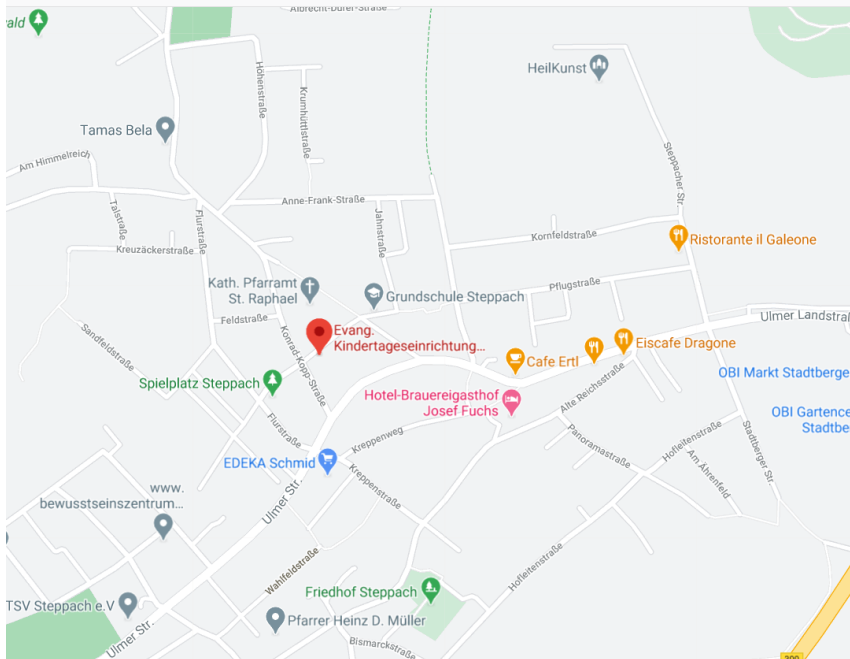 Albrecht-Dürer-Straße
vald
HeilKunst
Höhenstraße
Krumhüttlstraße
Tamas Bela
Am Himmelreich
Steppacher Str.
Anne-Frank-Straße
Talstraße
Flurstraße
Jahnstraße
Kornfeldstraße
Ristorante il Galeone
Kreuzäckerstraße
Kath. Pfarramt
St. Raphael
Pflugstraße
Grundschule Steppach
Feldstraße
Ulmer Landstraß
Sandfeldstraße
Konrad-Kopp-Straße
Evang.
Kindertageseinrichtung...
Eiscafe Dragone
Cafe Ertl
OBI Markt Stadtberge
Spielplatz Steppach
Hotel-Brauereigasthof
Josef Fuchs
Alte Reichsstraße
OBI Gartence
Stadtbe
Flurstraße
Kreppenweg
Panoramastraße
Hofleitenstraße
Stadtberger Str.
Am Ährenfeld
EDEKA Schmid
Kreppenstraße
www.
bewusstseinszentrum...
Ulmer Str.
Wahlfeldstraße
Hofleitenstraße
Friedhof Steppach
TSV Steppach e.V
Pfarrer Heinz D. Müller
Ulmer Str.
Bismarckstraße
300